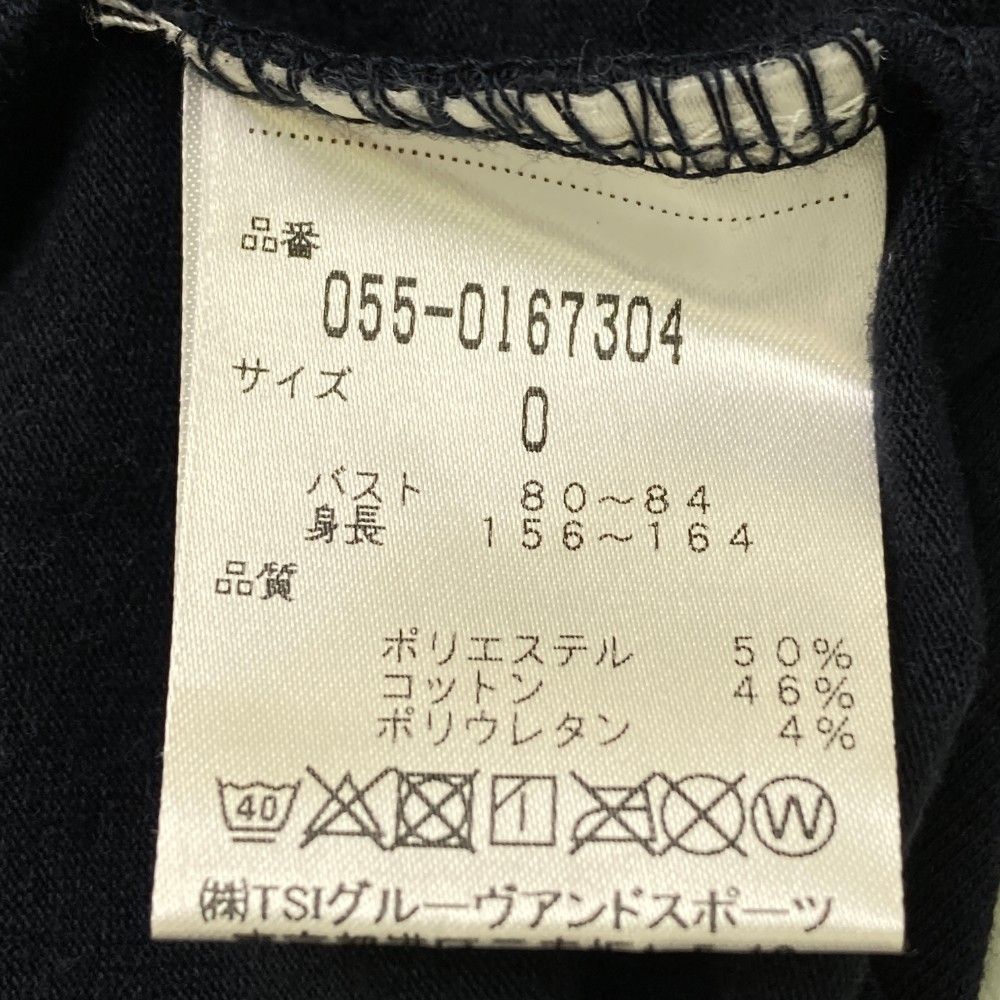 品番
055-0167304
サイズ
0
バスト 80～84
身長 156～164
品質
ポリエステル 50%
コットン 46%
ポリウレタン 4%
40 W
㈱TSIグルーヴアンドスポーツ